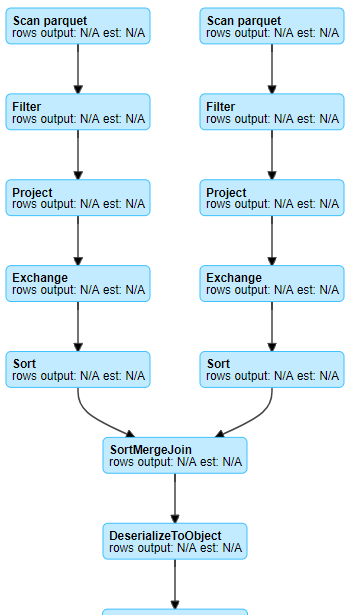 Scan parquet
rows output: N/A est: N/A
Scan parquet
rows output: N/A est: N/A
Filter
rows output: N/A est: N/A
Filter
rows output: N/A est: N/A
Project
rows output: N/A est: N/A
Project
rows output: N/A est: N/A
Exchange
rows output: N/A est: N/A
Exchange
rows output: N/A est: N/A
Sort
rows output: N/A est: N/A
Sort
rows output: N/A est: N/A
SortMergeJoin
rows output: N/A est: N/A
DeserializeToObject
rows output: N/A est: N/A